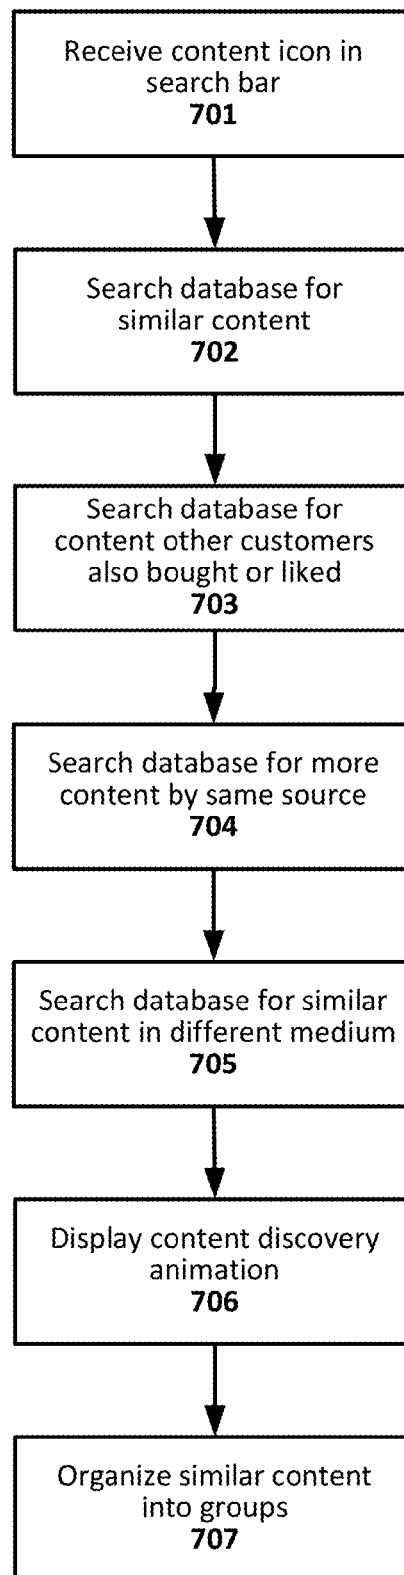 Receive content icon in
search bar
701
Search database for
similar content
702
Search database for
content other customers
also bought or liked
703
Search database for more
content by same source
704
Search database for similar
content in different medium
705
Display content discovery
animation
706
Organize similar content
into groups
707